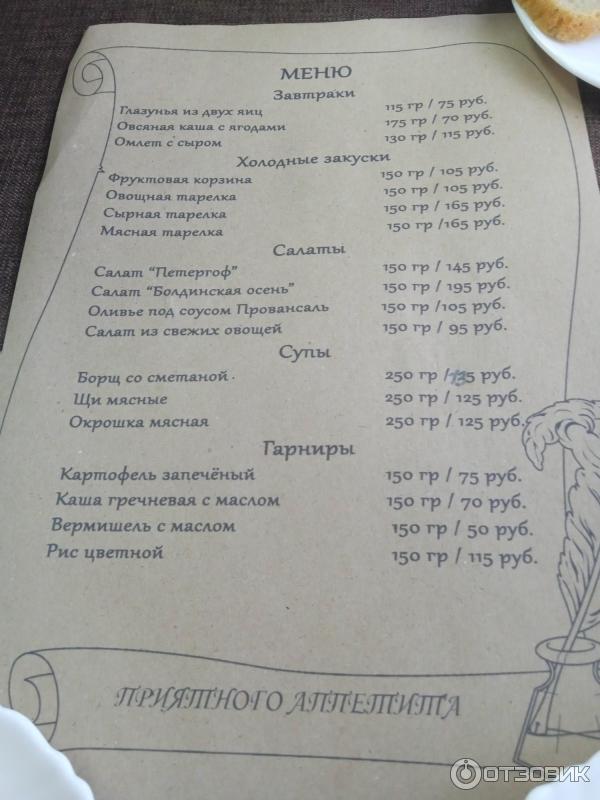 МЕНЮ
Завтраки
Глазунья из двух яиц 115 гр / 75 руб.
Овсяная каша с ягодами 175 гр / 70 руб.
Омлет с сыром 130 гр / 115 руб.
Холодные закуски
Фруктовая корзина 150 гр / 105 руб.
Овощная тарелка 150 гр / 105 руб.
Сырная тарелка 150 гр / 165 руб.
Мясная тарелка 150 гр /165 руб.
Салаты
Салат "Петергоф" 150 гр / 145 руб.
Салат "Болдинская осень" 150 гр / 195 руб.
Оливье под соусом Провансаль 150 гр /105 руб.
Салат из свежих овощей 150 гр / 95 руб.
Супы
Борщ со сметаной 250 гр /135 руб.
Щи мясные 250 гр / 125 руб.
Окрошка мясная 250 гр / 125 руб.
Гарниры
Картофель запечёный 150 гр / 75 руб.
Каша гречневая с маслом 150 гр / 70 руб.
Вермишель с маслом 150 гр / 50 руб.
Рис цветной 150 гр / 115 руб.
ПРИЯТНОГО АППЕТИТА
ОТЗОВИК